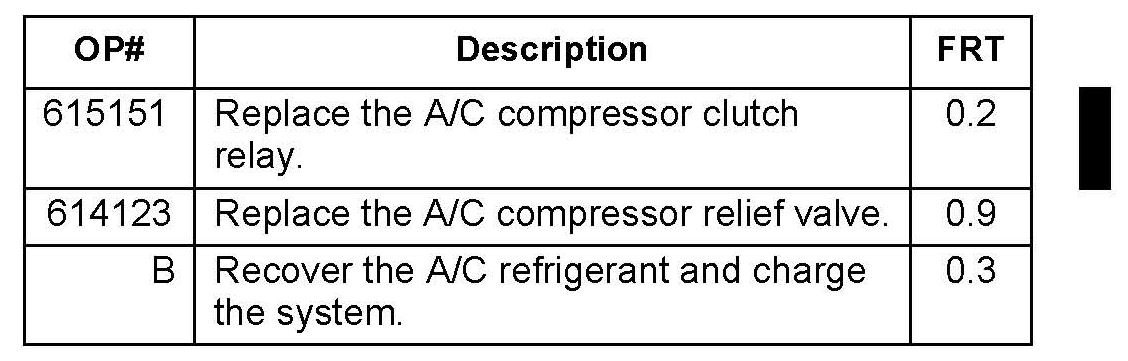 OP# Description FRT
615151 Replace the A/C compressor clutch 0.2
relay.
614123 Replace the A/C compressor relief valve. 0.9
B Recover the A/C refrigerant and charge 0.3
the system.